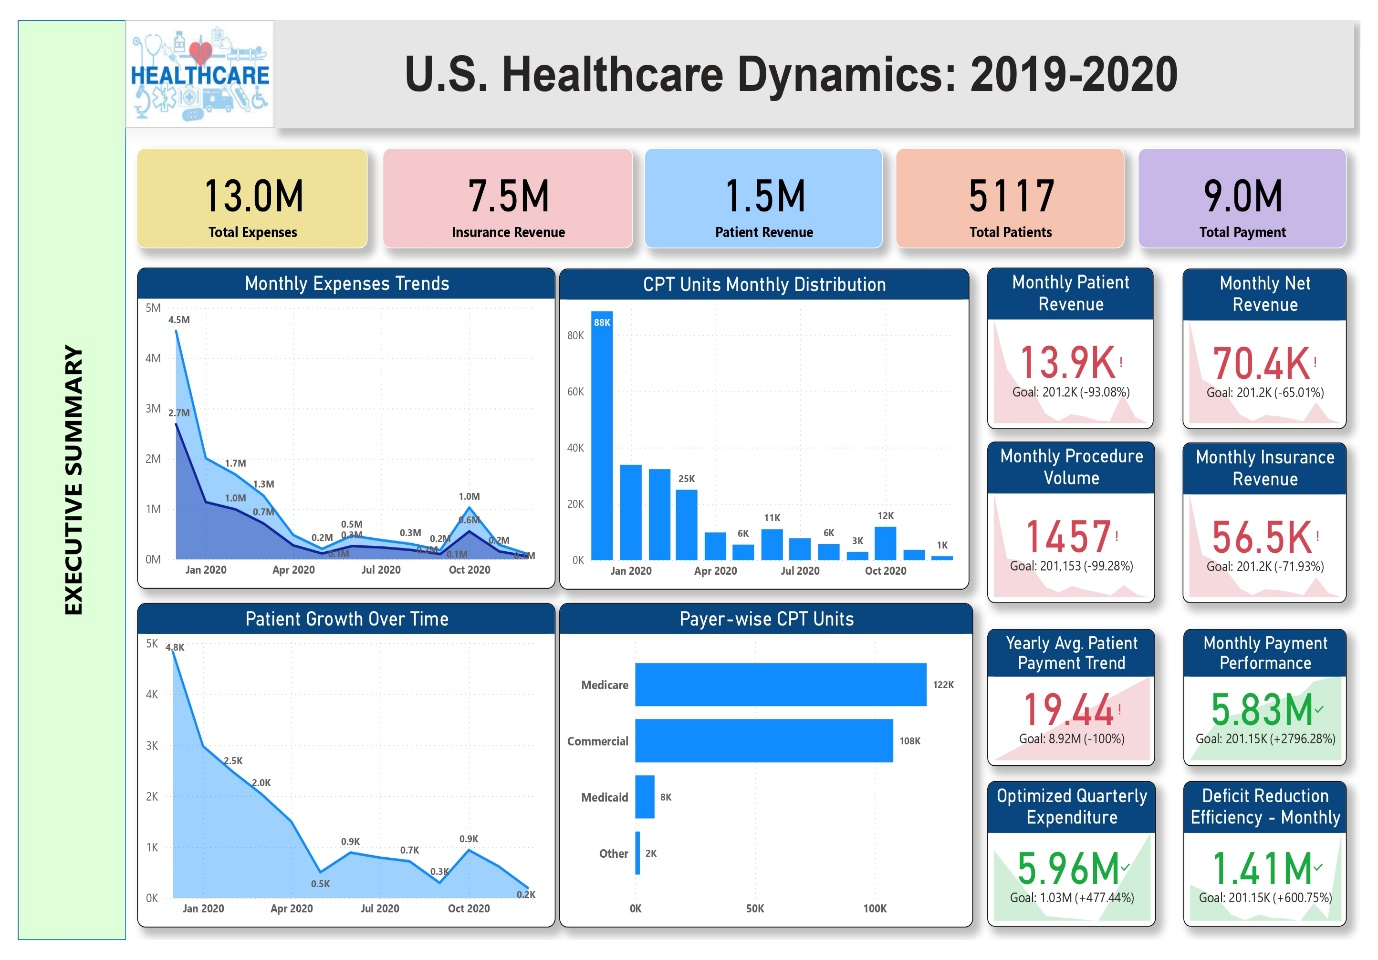 EXECUTIVE SUMMARY
HEALTHCARE
U.S. Healthcare Dynamics: 2019-2020
13.0M
Total Expenses
7.5M
Insurance Revenue
1.5M
Patient Revenue
5117
Total Patients
9.0M
Total Payment
Monthly Expenses Trends
5M
4M
3M
2M
1M
0M
4.5M
2.7M
1.7M
1.0M
1.3M
0.7M
0.2M
0.1M
0.5M
0.3M
0.3M
0.2M
0.2M
0.1M
1.0M
0.6M
0.2M
Jan 2020
Apr 2020
Jul 2020
Oct 2020
CPT Units Monthly Distribution
80K
60K
40K
20K
0K
88K
25K
6K
11K
6K
3K
12K
1K
Jan 2020
Apr 2020
Jul 2020
Oct 2020
Monthly Patient
Revenue
13.9K!
Goal: 201.2K (-93.08%)
Monthly Net
Revenue
70.4K!
Goal: 201.2K (-65.01%)
Monthly Procedure
Volume
1457!
Goal: 201,153 (-99.28%)
Monthly Insurance
Revenue
56.5K!
Goal: 201.2K (-71.93%)
Patient Growth Over Time
5K
4K
3K
2K
1K
0K
4.8K
2.5K
2.0K
0.5K
0.9K
0.7K
0.3K
0.9K
0.2K
Jan 2020
Apr 2020
Jul 2020
Oct 2020
Payer-wise CPT Units
Medicare
122K
Commercial
108K
Medicaid
8K
Other
2K
0K
50K
100K
Yearly Avg. Patient
Payment Trend
19.44!
Goal: 8.92M (-100%)
Monthly Payment
Performance
5.83M
Goal: 201.15K (+2796.28%)
Optimized Quarterly
Expenditure
5.96M
Goal: 1.03M (+477.44%)
Deficit Reduction
Efficiency - Monthly
1.41M
Goal: 201.15K (+600.75%)